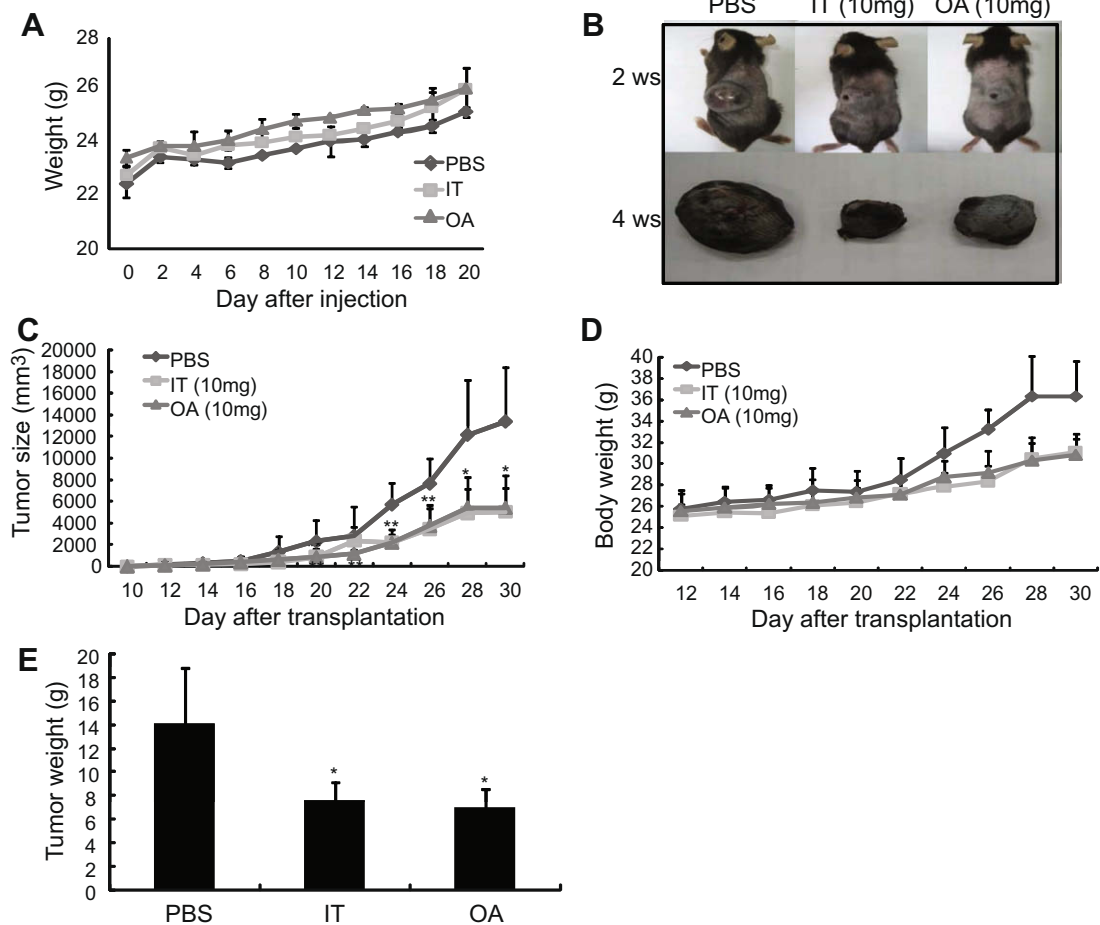 A
28
26
24
22
20
Weight (g)
PBS
IT
OA
0 2 4 6 8 10 12 14 16 18 20
Day after injection
B
PBS IT (10mg) OA (10mg)
2 ws
4 ws
C
20000
18000
16000
14000
12000
10000
8000
6000
4000
2000
0
Tumor size (mm3)
PBS
IT (10mg)
OA (10mg)
** ** ** ** * *
10 12 14 16 18 20 22 24 26 28 30
Day after transplantation
D
40
38
36
34
32
30
28
26
24
22
20
Body weight (g)
PBS
IT (10mg)
OA (10mg)
12 14 16 18 20 22 24 26 28 30
Day after transplantation
E
20
18
16
14
12
10
8
6
4
2
0
Tumor weight (g)
* *
PBS IT OA